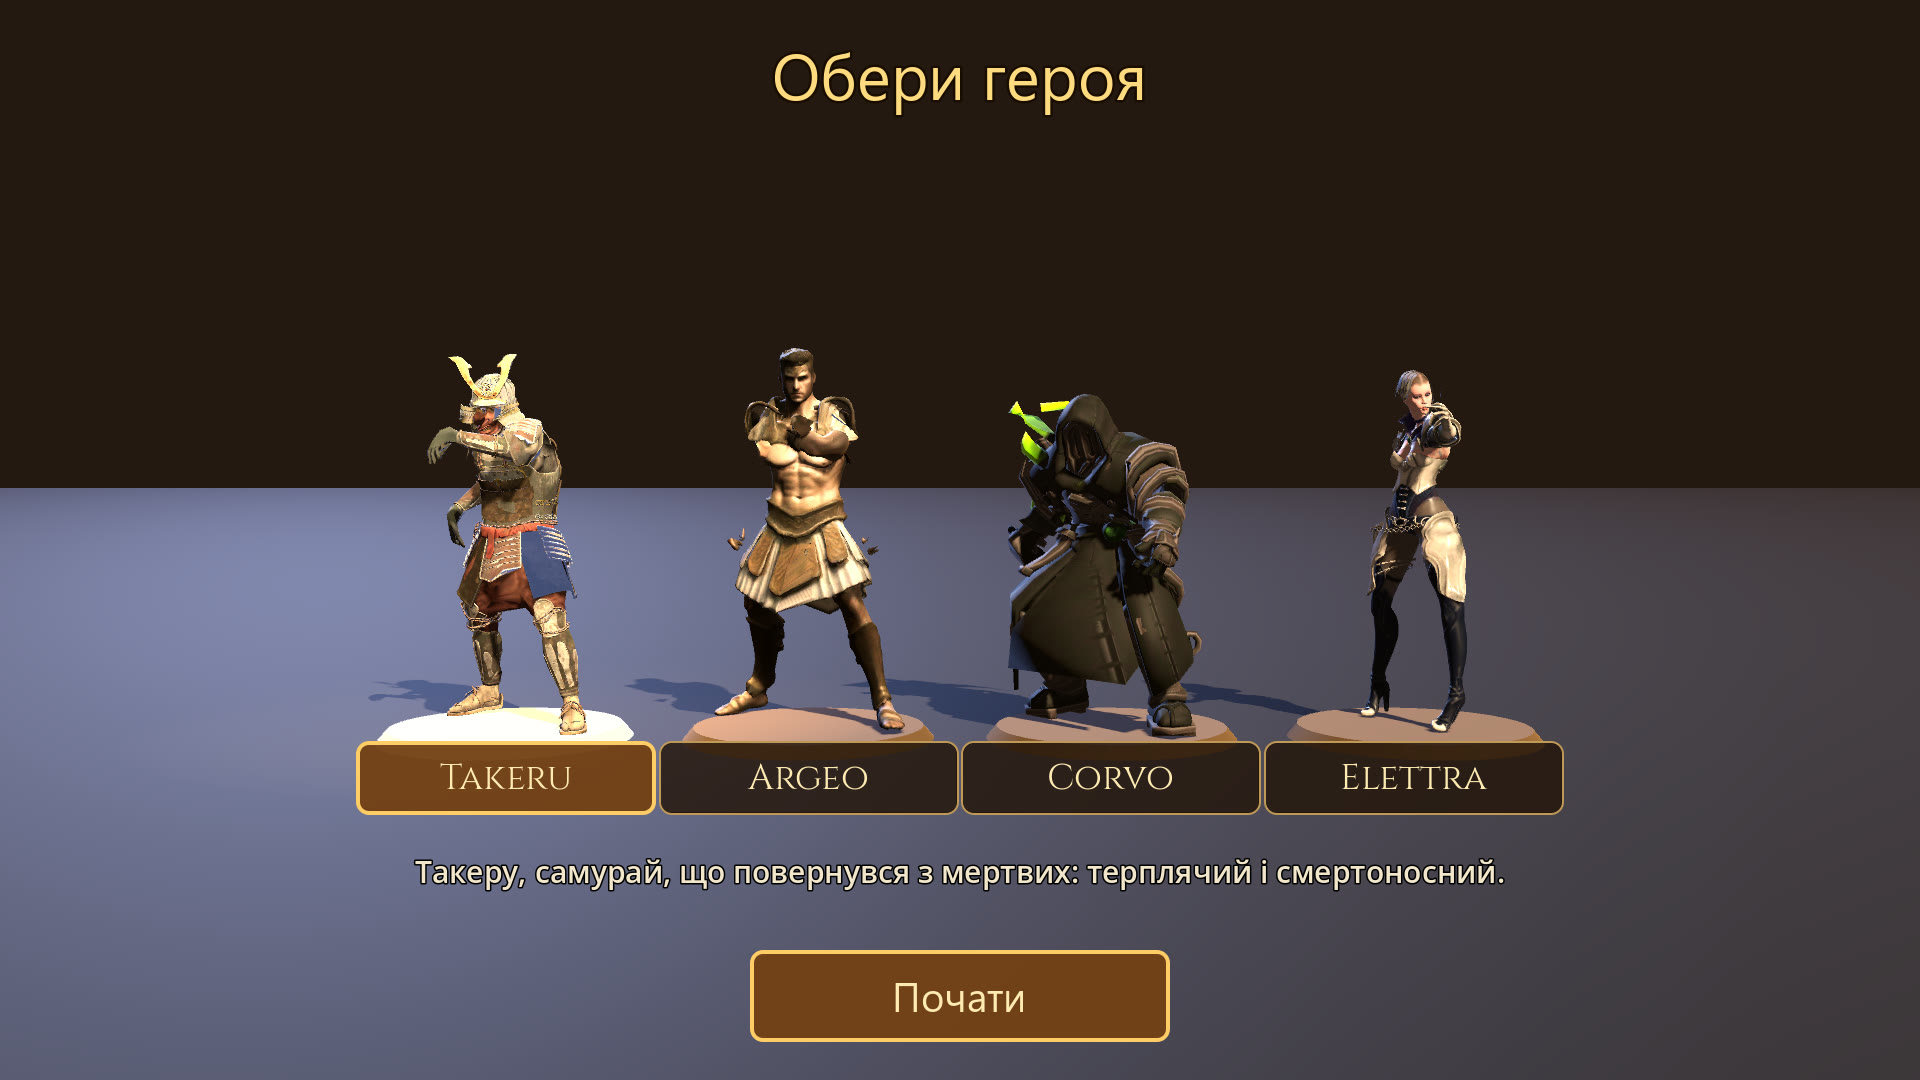 Обери героя
Takeru
Argeo
Corvo
Elettra
Такеру, самурай, що повернувся з мертвих: терплячий і смертоносний.
Почати